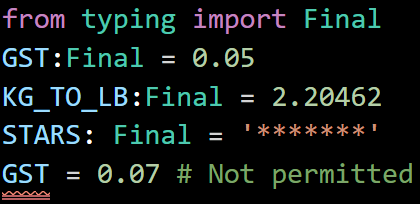 from typing import Final
GST:Final = 0.05
KG_TO_LB:Final = 2.20462
STARS: Final = '*******'
GST = 0.07 # Not permitted